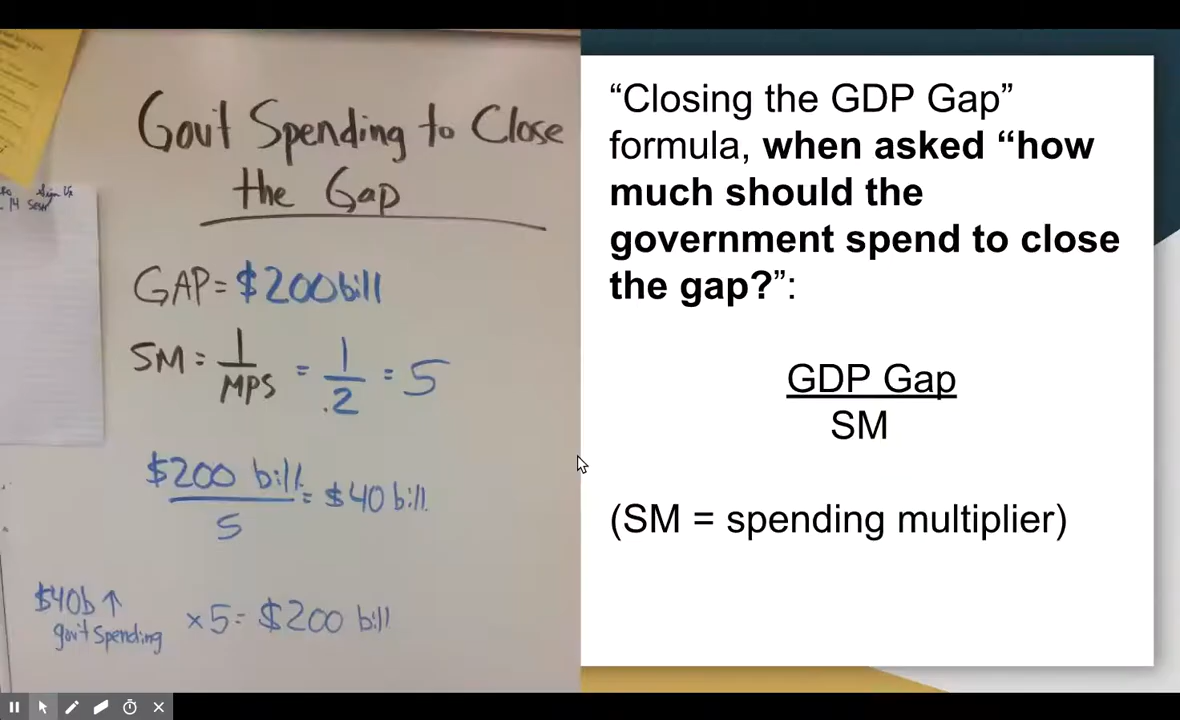 Gov't Spending to Close
the Gap
GAP = $200 bill
SM = 1/MPS = 1/.2 = 5
$200 bill. / 5 = $40 bill.
$40b ↑
gov't spending
x 5 = $200 bill
“Closing the GDP Gap”
formula, when asked “how
much should the
government spend to close
the gap?”:
GDP Gap
SM
(SM = spending multiplier)